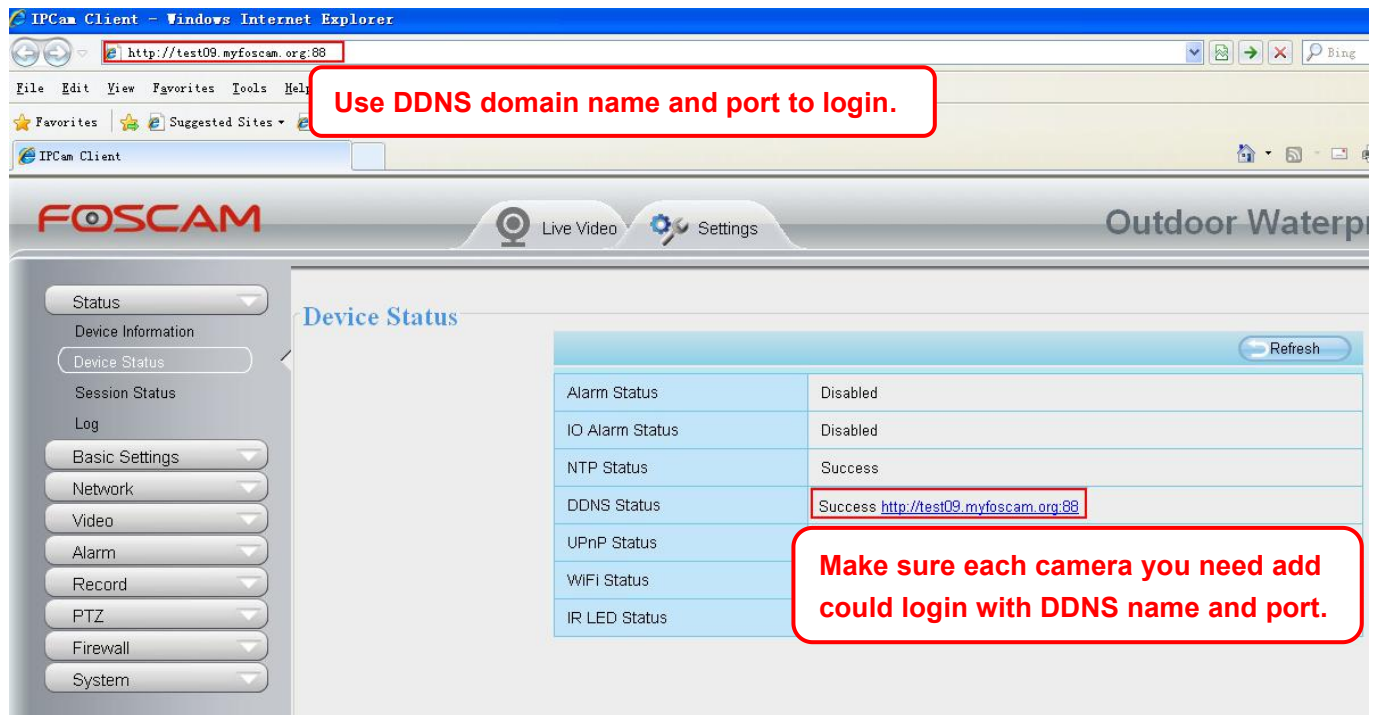 IPCam Client - Windows Internet Explorer
http://test09.myfoscam.org:88
Bing
File Edit View Favorites Tools Help
Use DDNS domain name and port to login.
Favorites Suggested Sites
IPCam Client
FOSCAM
Live Video
Settings
Outdoor Waterp
Status
Device Information
Device Status
Session Status
Log
Basic Settings
Network
Video
Alarm
Record
PTZ
Firewall
System
Device Status
Refresh
Alarm Status Disabled
IO Alarm Status Disabled
NTP Status Success
DDNS Status Success http://test09.myfoscam.org:88
UPnP Status
WiFi Status
IR LED Status
Make sure each camera you need add
could login with DDNS name and port.